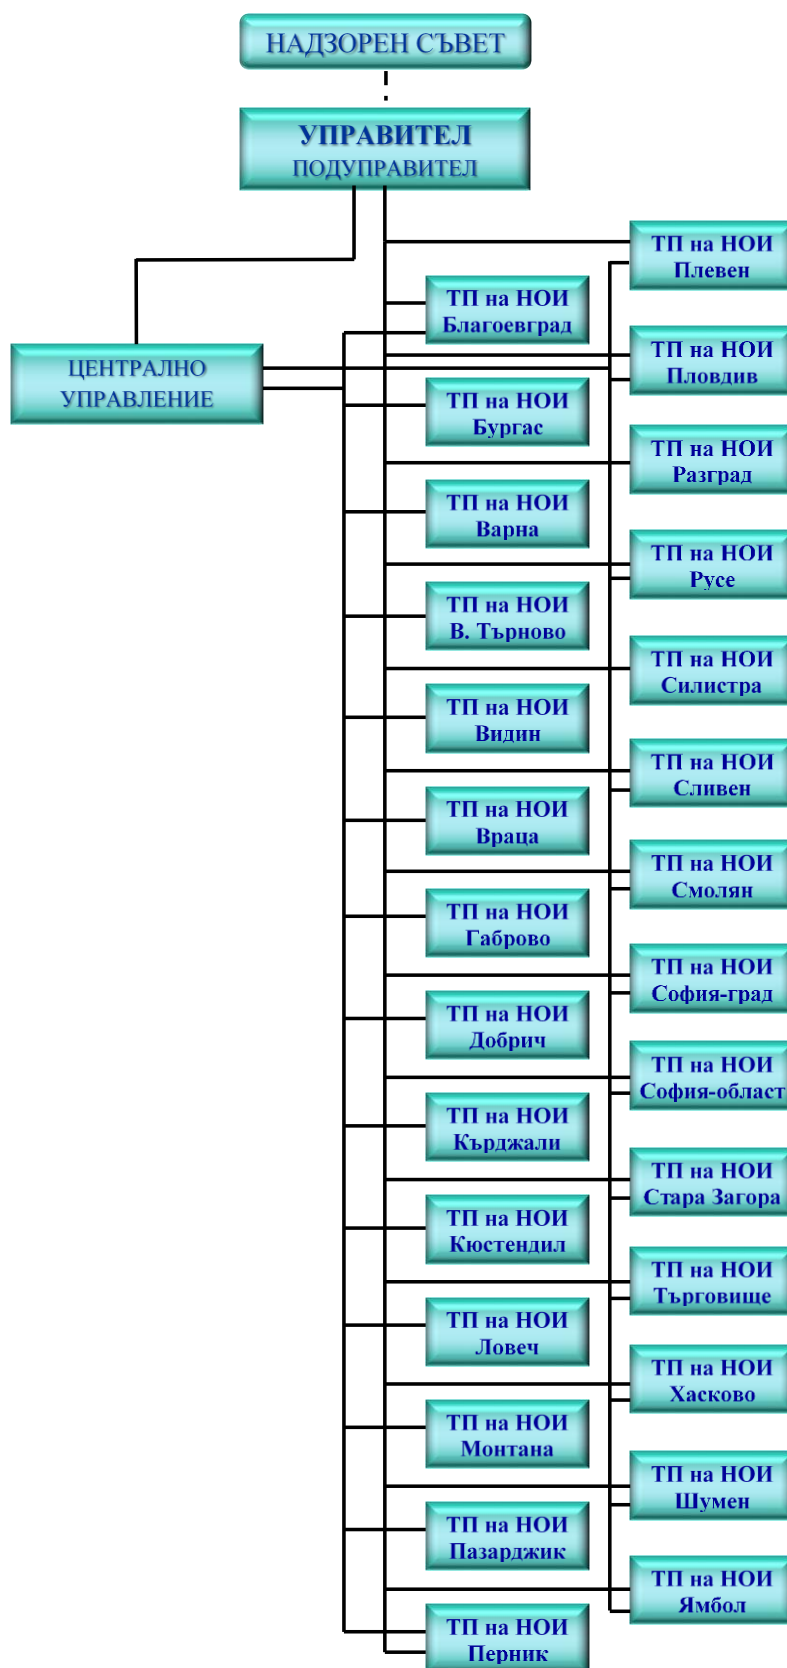 НАДЗОРЕН СЪВЕТ
УПРАВИТЕЛ
ПОДУПРАВИТЕЛ
ЦЕНТРАЛНО
УПРАВЛЕНИЕ
ТП на НОИ
Благоевград
ТП на НОИ
Бургас
ТП на НОИ
Варна
ТП на НОИ
В. Търново
ТП на НОИ
Видин
ТП на НОИ
Враца
ТП на НОИ
Габрово
ТП на НОИ
Добрич
ТП на НОИ
Кърджали
ТП на НОИ
Кюстендил
ТП на НОИ
Ловеч
ТП на НОИ
Монтана
ТП на НОИ
Пазарджик
ТП на НОИ
Перник
ТП на НОИ
Плевен
ТП на НОИ
Пловдив
ТП на НОИ
Разград
ТП на НОИ
Русе
ТП на НОИ
Силистра
ТП на НОИ
Сливен
ТП на НОИ
Смолян
ТП на НОИ
София-град
ТП на НОИ
София-област
ТП на НОИ
Стара Загора
ТП на НОИ
Търговище
ТП на НОИ
Хасково
ТП на НОИ
Шумен
ТП на НОИ
Ямбол